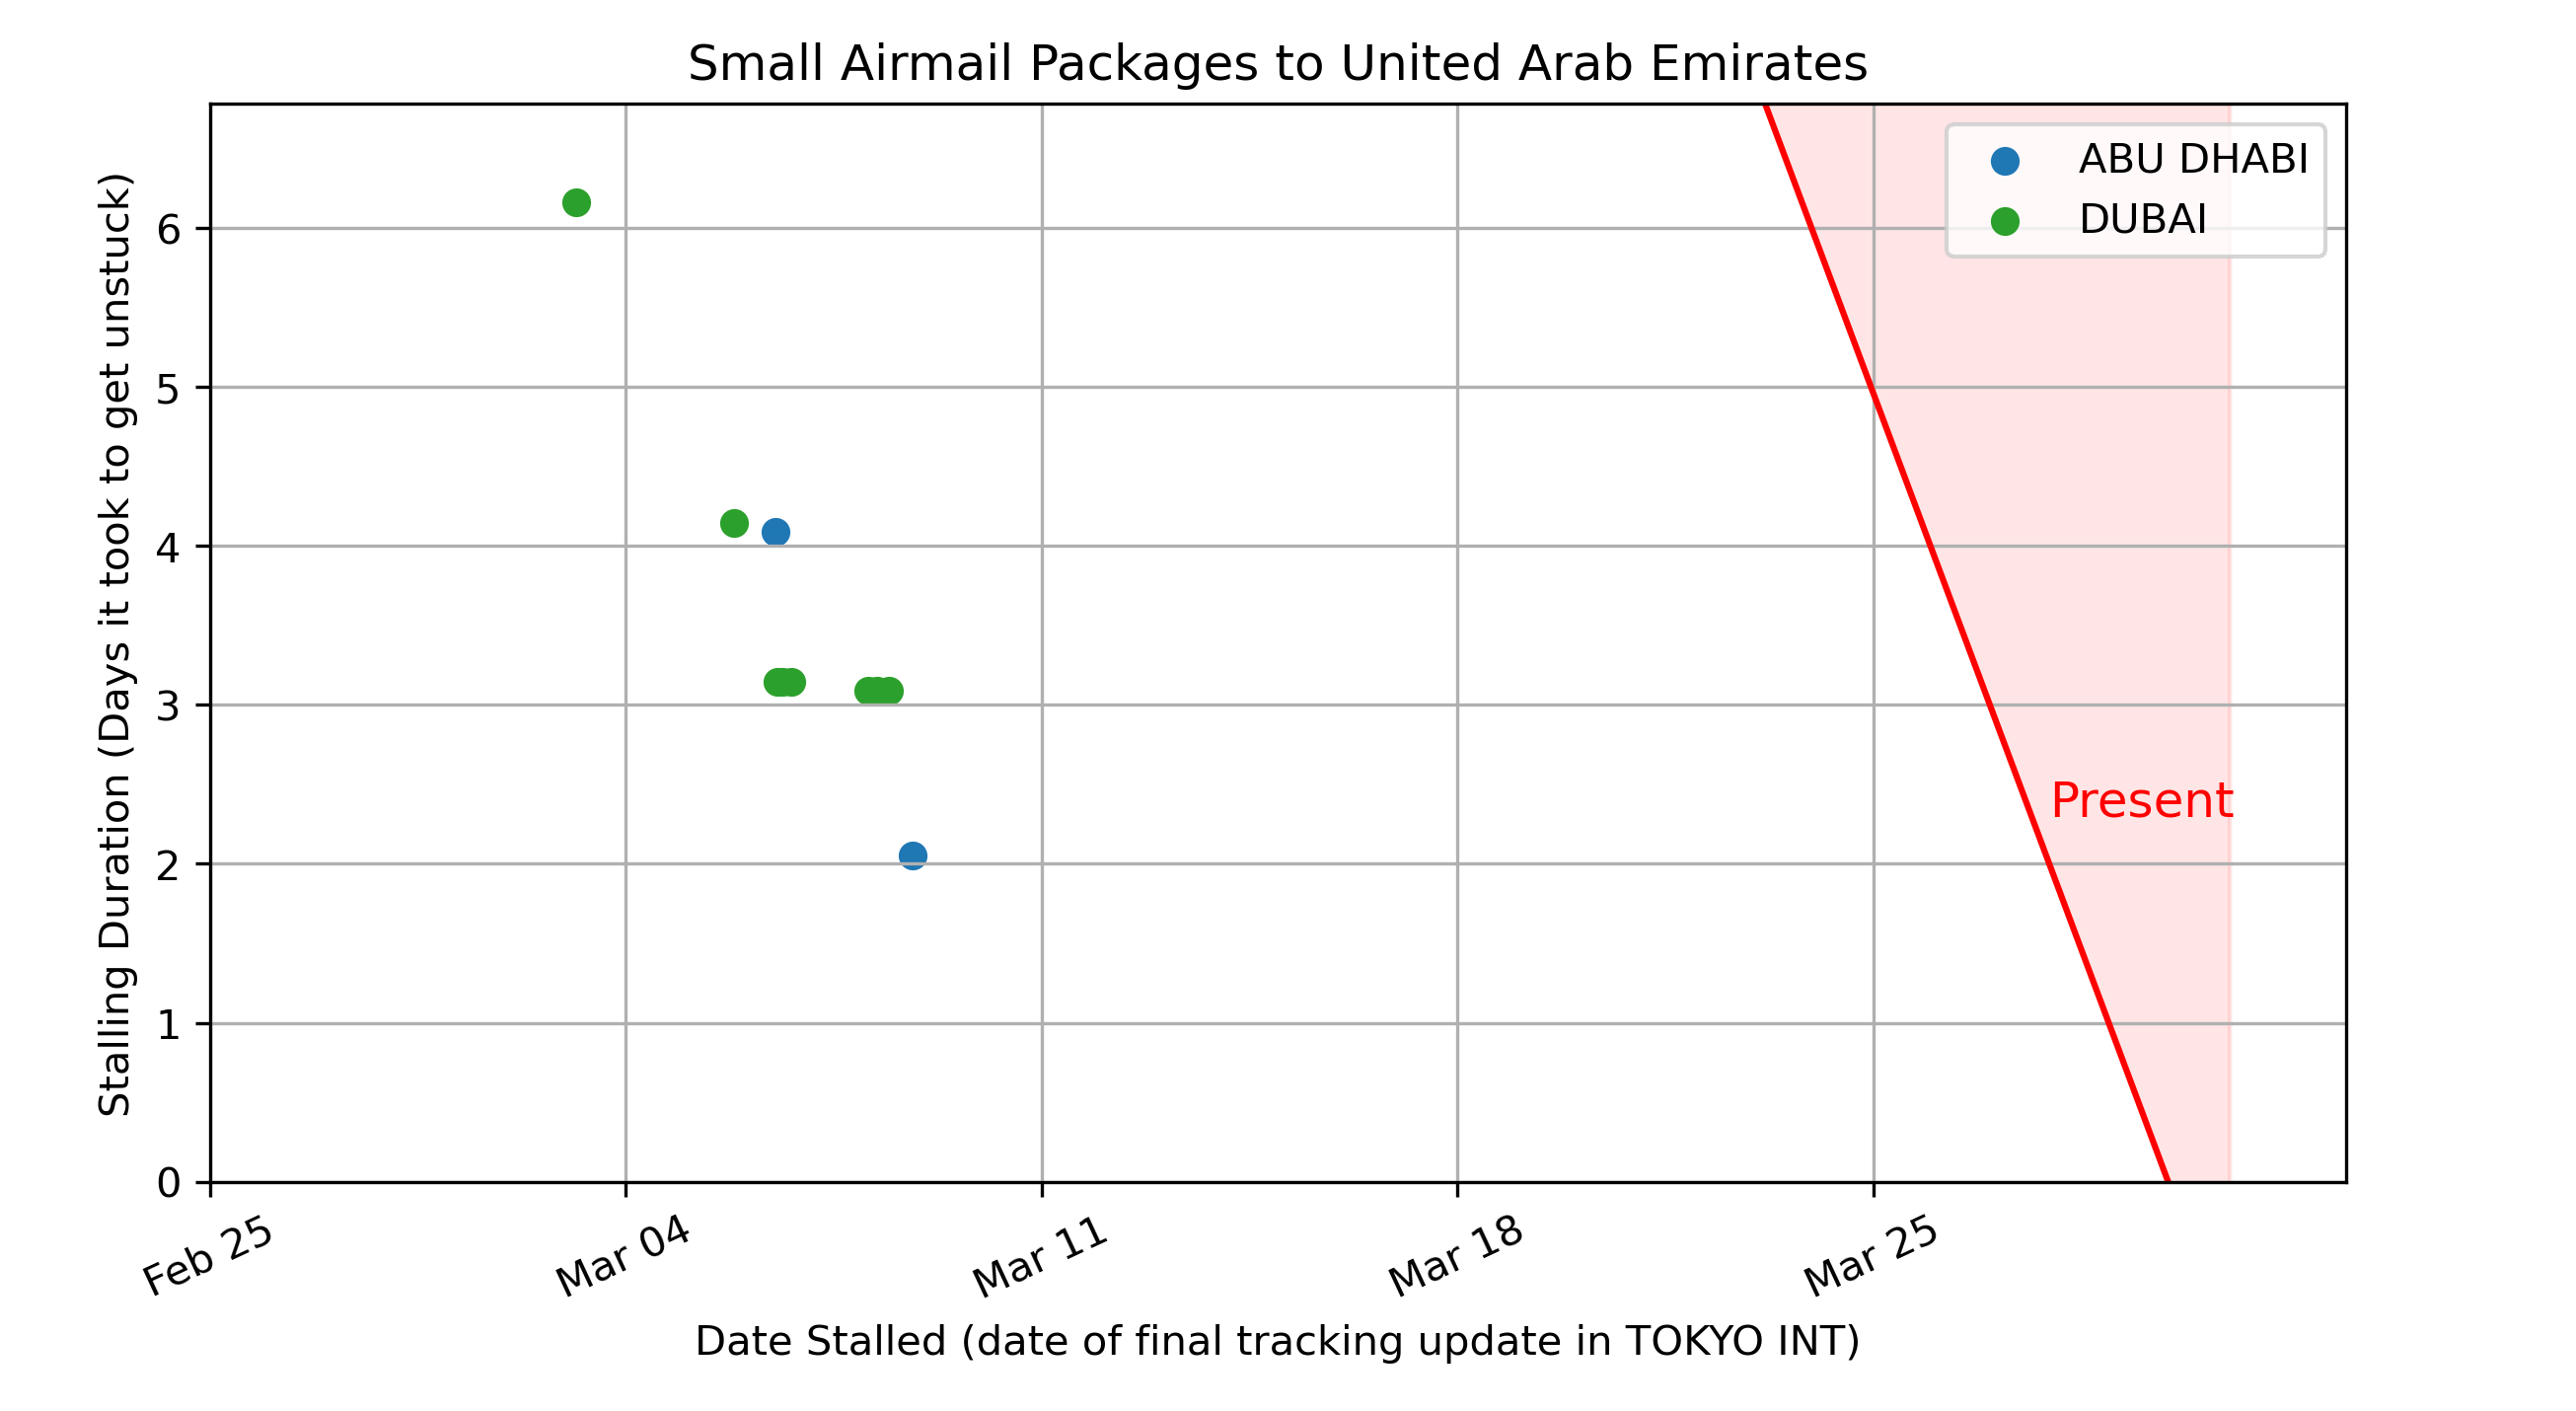 Small Airmail Packages to United Arab Emirates
Stalling Duration (Days it took to get unstuck)
6
5
4
3
2
1
0
ABU DHABI
DUBAI
Present
Feb 25
Mar 04
Mar 11
Mar 18
Mar 25
Date Stalled (date of final tracking update in TOKYO INT)